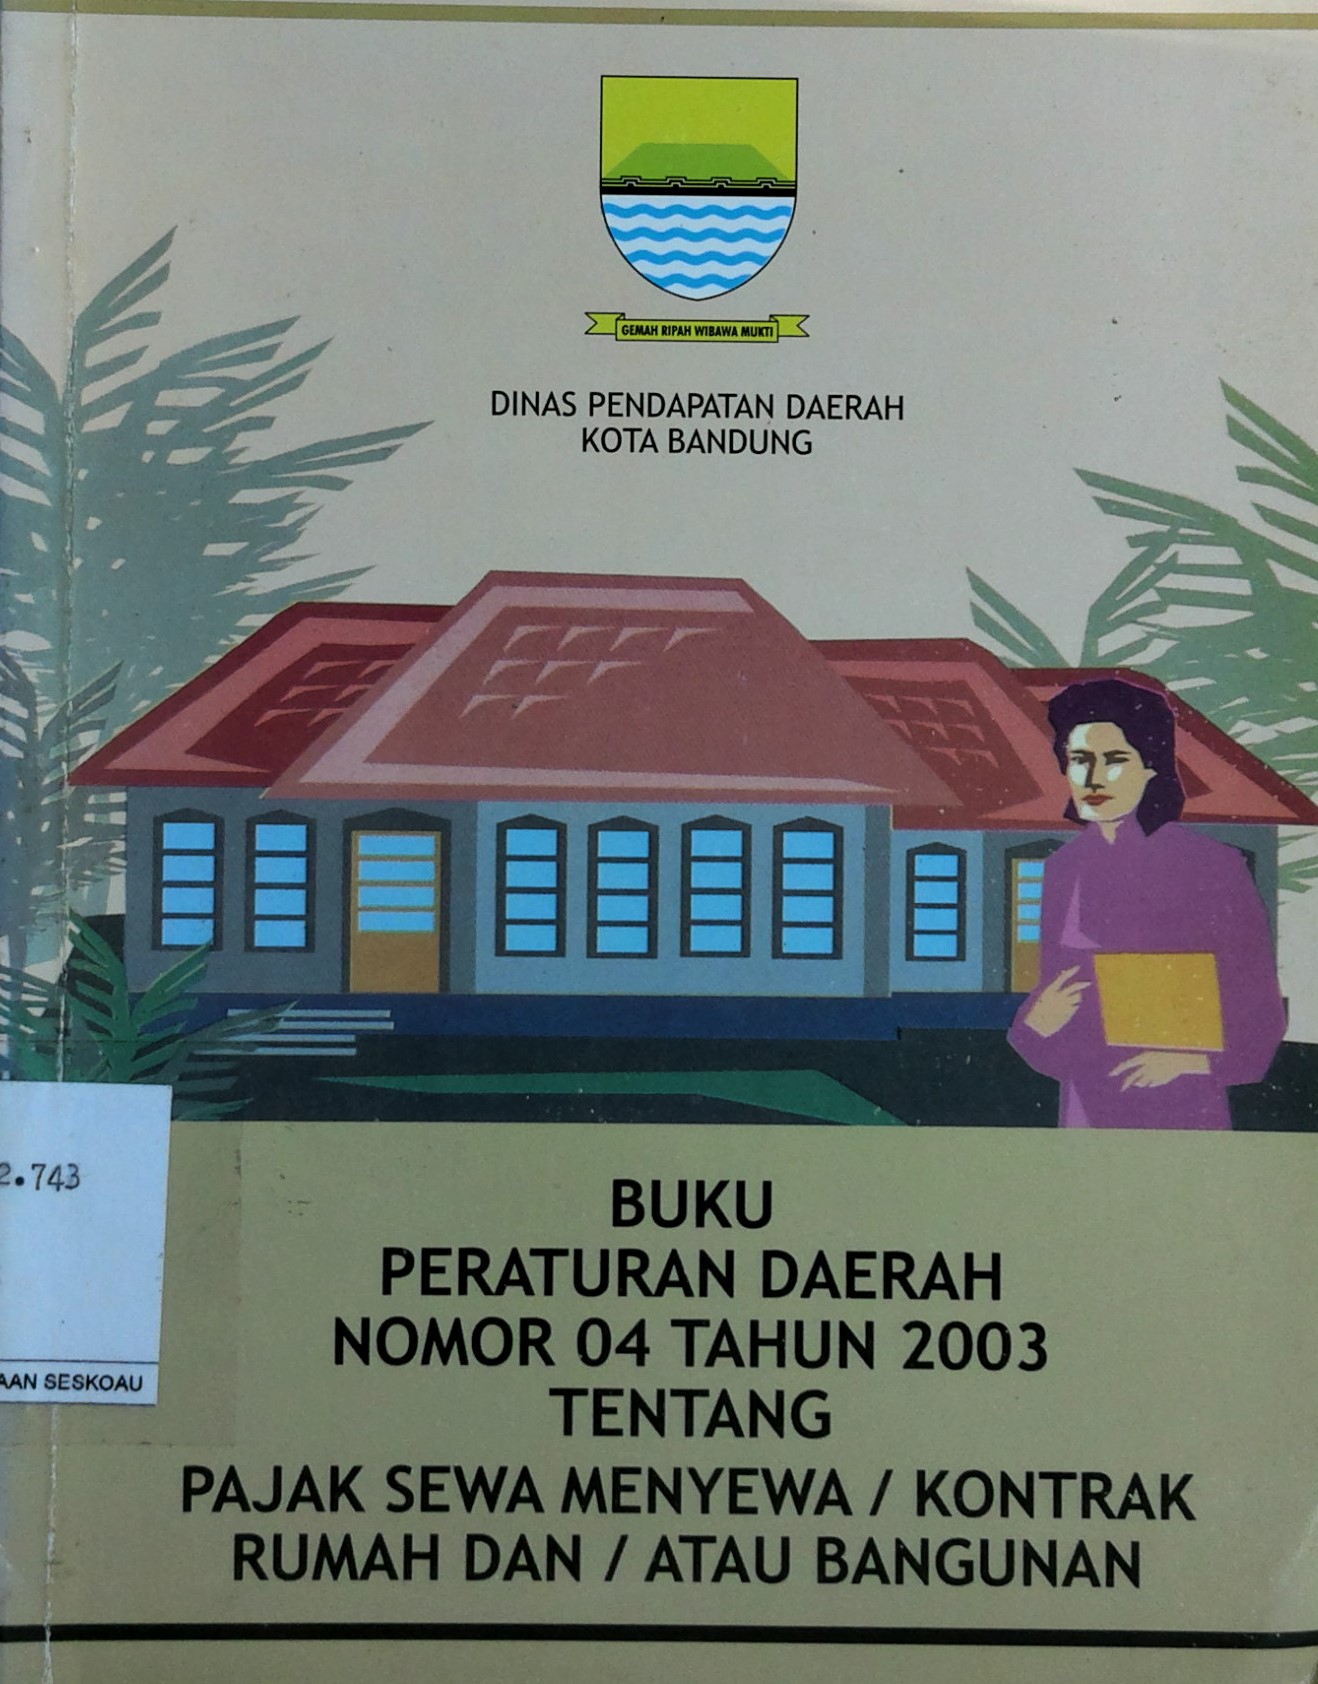 GEMAH RIPAH WIBAWA MUKTI
DINAS PENDAPATAN DAERAH
KOTA BANDUNG
2.743
AAN SESKOAU
BUKU
PERATURAN DAERAH
NOMOR 04 TAHUN 2003
TENTANG
PAJAK SEWA MENYEWA / KONTRAK
RUMAH DAN / ATAU BANGUNAN